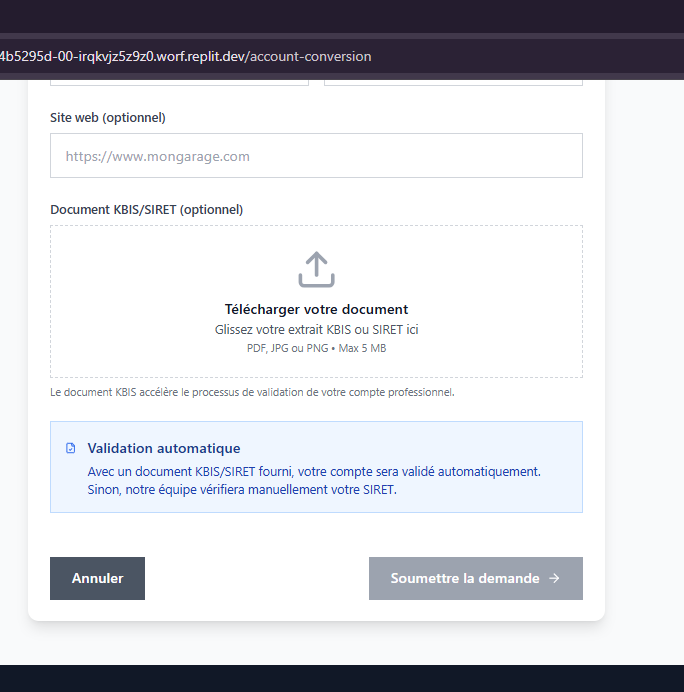 4b5295d-00-irqkvjz5z9z0.worf.replit.dev/account-conversion
Site web (optionnel)
https://www.mongarage.com
Document KBIS/SIRET (optionnel)
Télécharger votre document
Glissez votre extrait KBIS ou SIRET ici
PDF, JPG ou PNG • Max 5 MB
Le document KBIS accélère le processus de validation de votre compte professionnel.
Validation automatique
Avec un document KBIS/SIRET fourni, votre compte sera validé automatiquement.
Sinon, notre équipe vérifiera manuellement votre SIRET.
Annuler
Soumettre la demande →